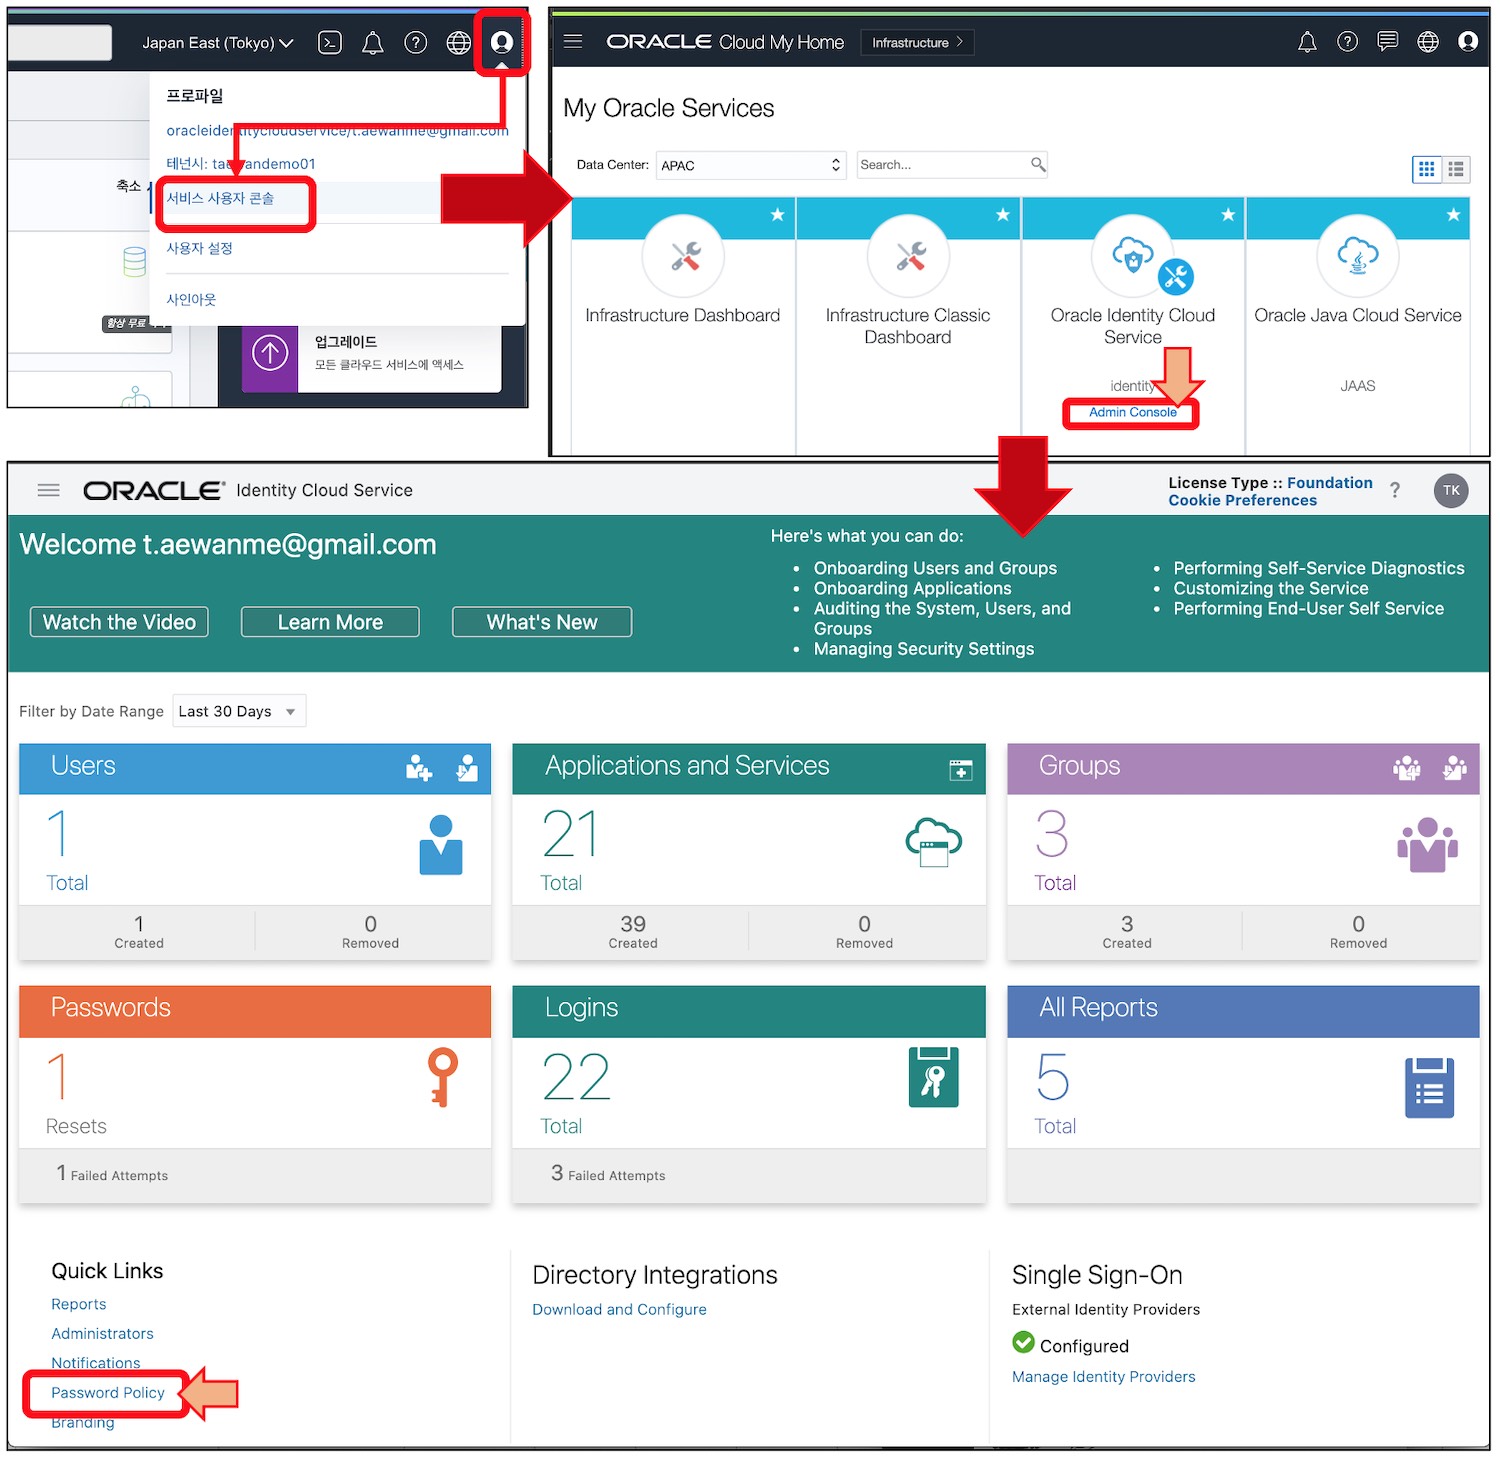 Japan East (Tokyo)
프로파일
oracleidentitycloudservice/t.aewanme@gmail.com
축소
서비스 사용자 콘솔
사용자 설정
사인아웃
항상 무료
업그레이드
모든 클라우드 서비스에 액세스
ORACLE Cloud My Home
Infrastructure
My Oracle Services
Data Center:
APAC
Search...
Infrastructure Dashboard
Infrastructure Classic
Dashboard
Oracle Identity Cloud
Service
identity
Admin Console
Oracle Java Cloud Service
JAAS
ORACLE Identity Cloud Service
License Type :: Foundation
Cookie Preferences
?
TK
Welcome t.aewanme@gmail.com
Watch the Video
Learn More
What's New
Here's what you can do:
• Onboarding Users and Groups
• Onboarding Applications
• Auditing the System, Users, and
Groups
• Managing Security Settings
• Performing Self-Service Diagnostics
• Customizing the Service
• Performing End-User Self Service
Filter by Date Range
Last 30 Days
Users
1
Total
1
Created
0
Removed
Applications and Services
21
Total
39
Created
0
Removed
Groups
3
Total
3
Created
0
Removed
Passwords
1
Resets
1 Failed Attempts
Logins
22
Total
3 Failed Attempts
All Reports
5
Total
Quick Links
Reports
Administrators
Notifications
Password Policy
Branding
Directory Integrations
Download and Configure
Single Sign-On
External Identity Providers
Configured
Manage Identity Providers